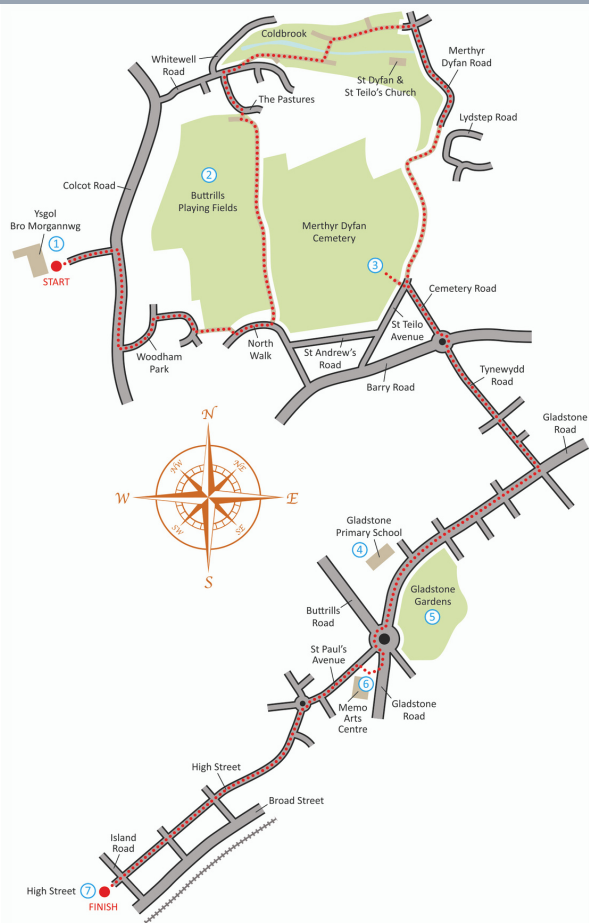 Coldbrook
Whitewell
Road
Merthyr
Dyfan Road
St Dyfan &
St Teilo's Church
The Pastures
Lydstep Road
2
Buttrills
Playing Fields
Colcot Road
Ysgol
Bro Morgannwg
1
START
Merthyr Dyfan
Cemetery
3
Cemetery Road
St Teilo
Avenue
North
Walk
St Andrew's
Road
Woodham
Park
Barry Road
Tynewydd
Road
Gladstone
Road
N
NW
NE
W
E
SW
SE
S
Gladstone
Primary School
4
Gladstone
Gardens
5
Buttrills
Road
St Paul's
Avenue
6
Memo
Arts
Centre
Gladstone
Road
High Street
Broad Street
Island
Road
High Street
7
FINISH